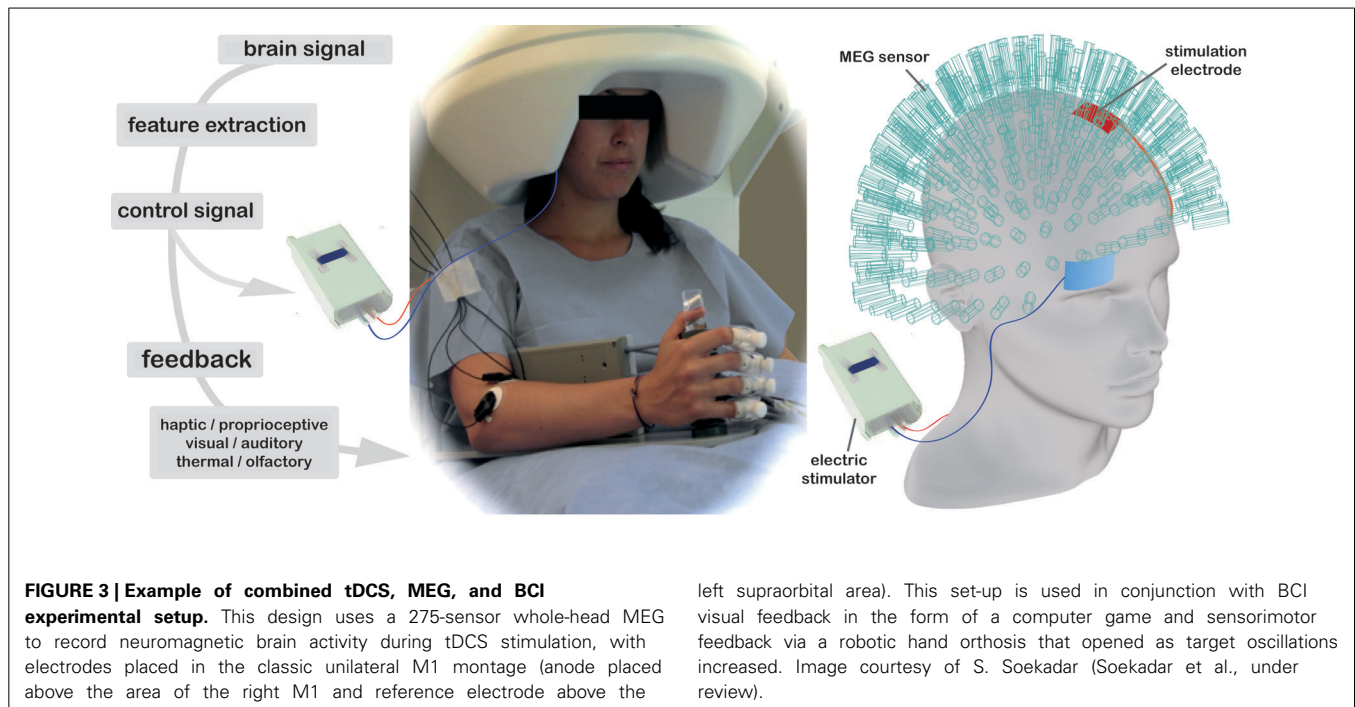 brain signal
feature extraction
control signal
feedback
haptic / proprioceptive
visual / auditory
thermal / olfactory
MEG sensor
stimulation
electrode
electric
stimulator
FIGURE 3 | Example of combined tDCS, MEG, and BCI
experimental setup. This design uses a 275-sensor whole-head MEG
to record neuromagnetic brain activity during tDCS stimulation, with
electrodes placed in the classic unilateral M1 montage (anode placed
above the area of the right M1 and reference electrode above the
left supraorbital area). This set-up is used in conjunction with BCI
visual feedback in the form of a computer game and sensorimotor
feedback via a robotic hand orthosis that opened as target oscillations
increased. Image courtesy of S. Soekadar (Soekadar et al., under
review).